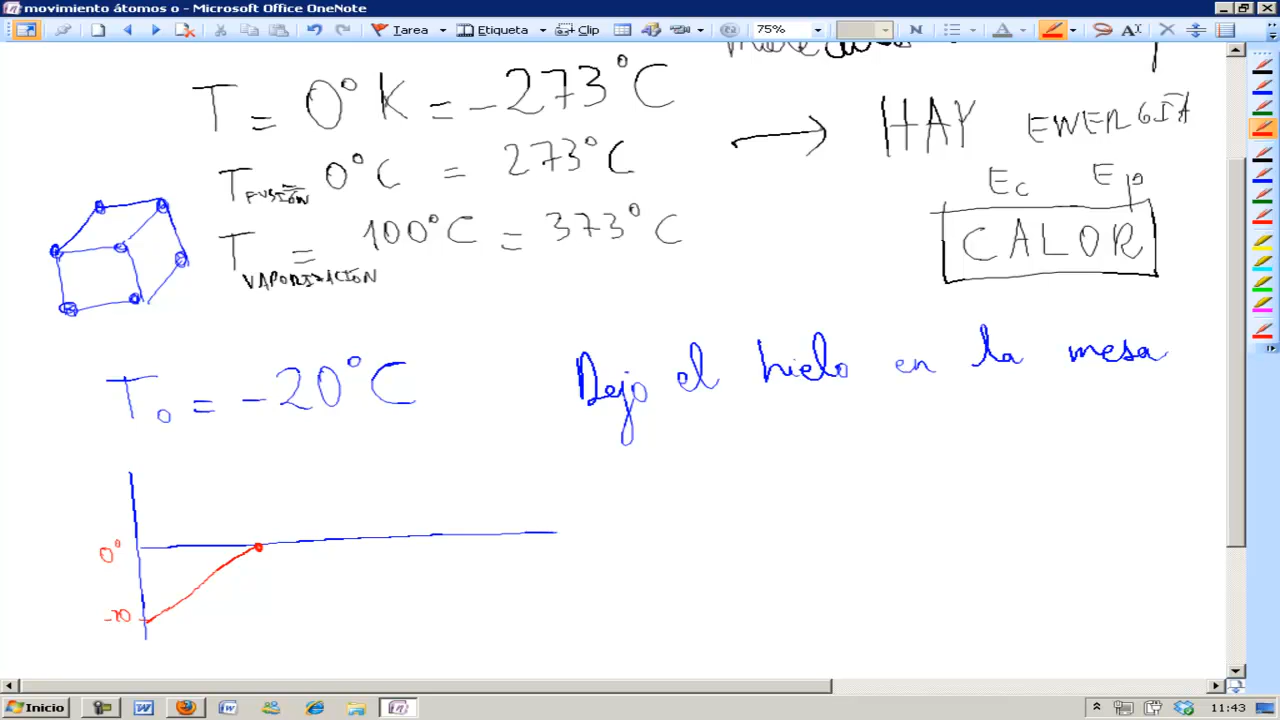 movimiento átomos o - Microsoft Office OneNote
Tarea Etiqueta Clip 75% N A
T = 0°K = -273°C
HAY ENERGÍA
T FUSIÓN = 0°C = 273°C
Ec Ep
T VAPORIZACION = 100°C = 373°C
CALOR
T0 = -20°C
Dejo el hielo en la mesa
0°
-20
Inicio 11:43